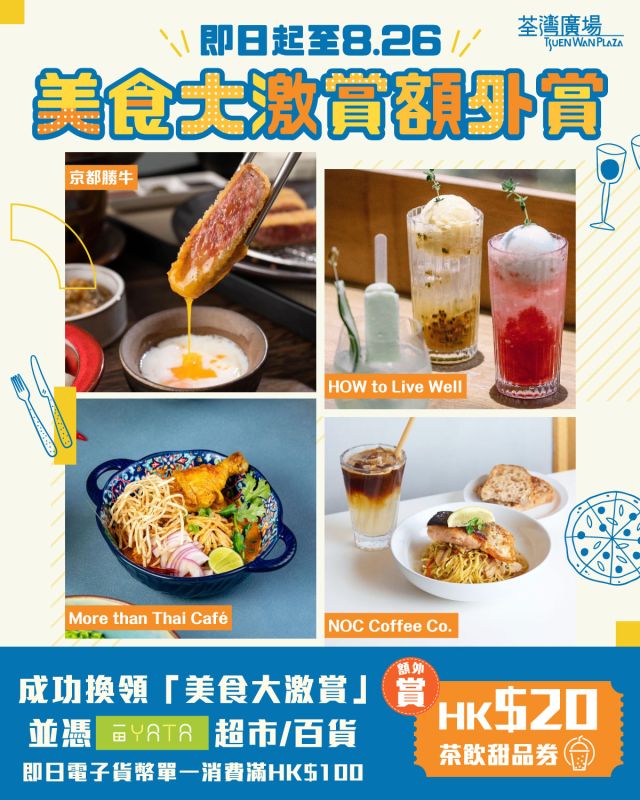 荃灣廣場
TSUEN WAN PLAZA
即日起至8.26
美食大激賞額外賞
京都勝牛
HOW to Live Well
More than Thai Café
NOC Coffee Co.
成功換領「美食大激賞」
並憑 YATA 超市/百貨
即日電子貨幣單一消費滿HK$100
額外
賞
HK$20
茶飲甜品券